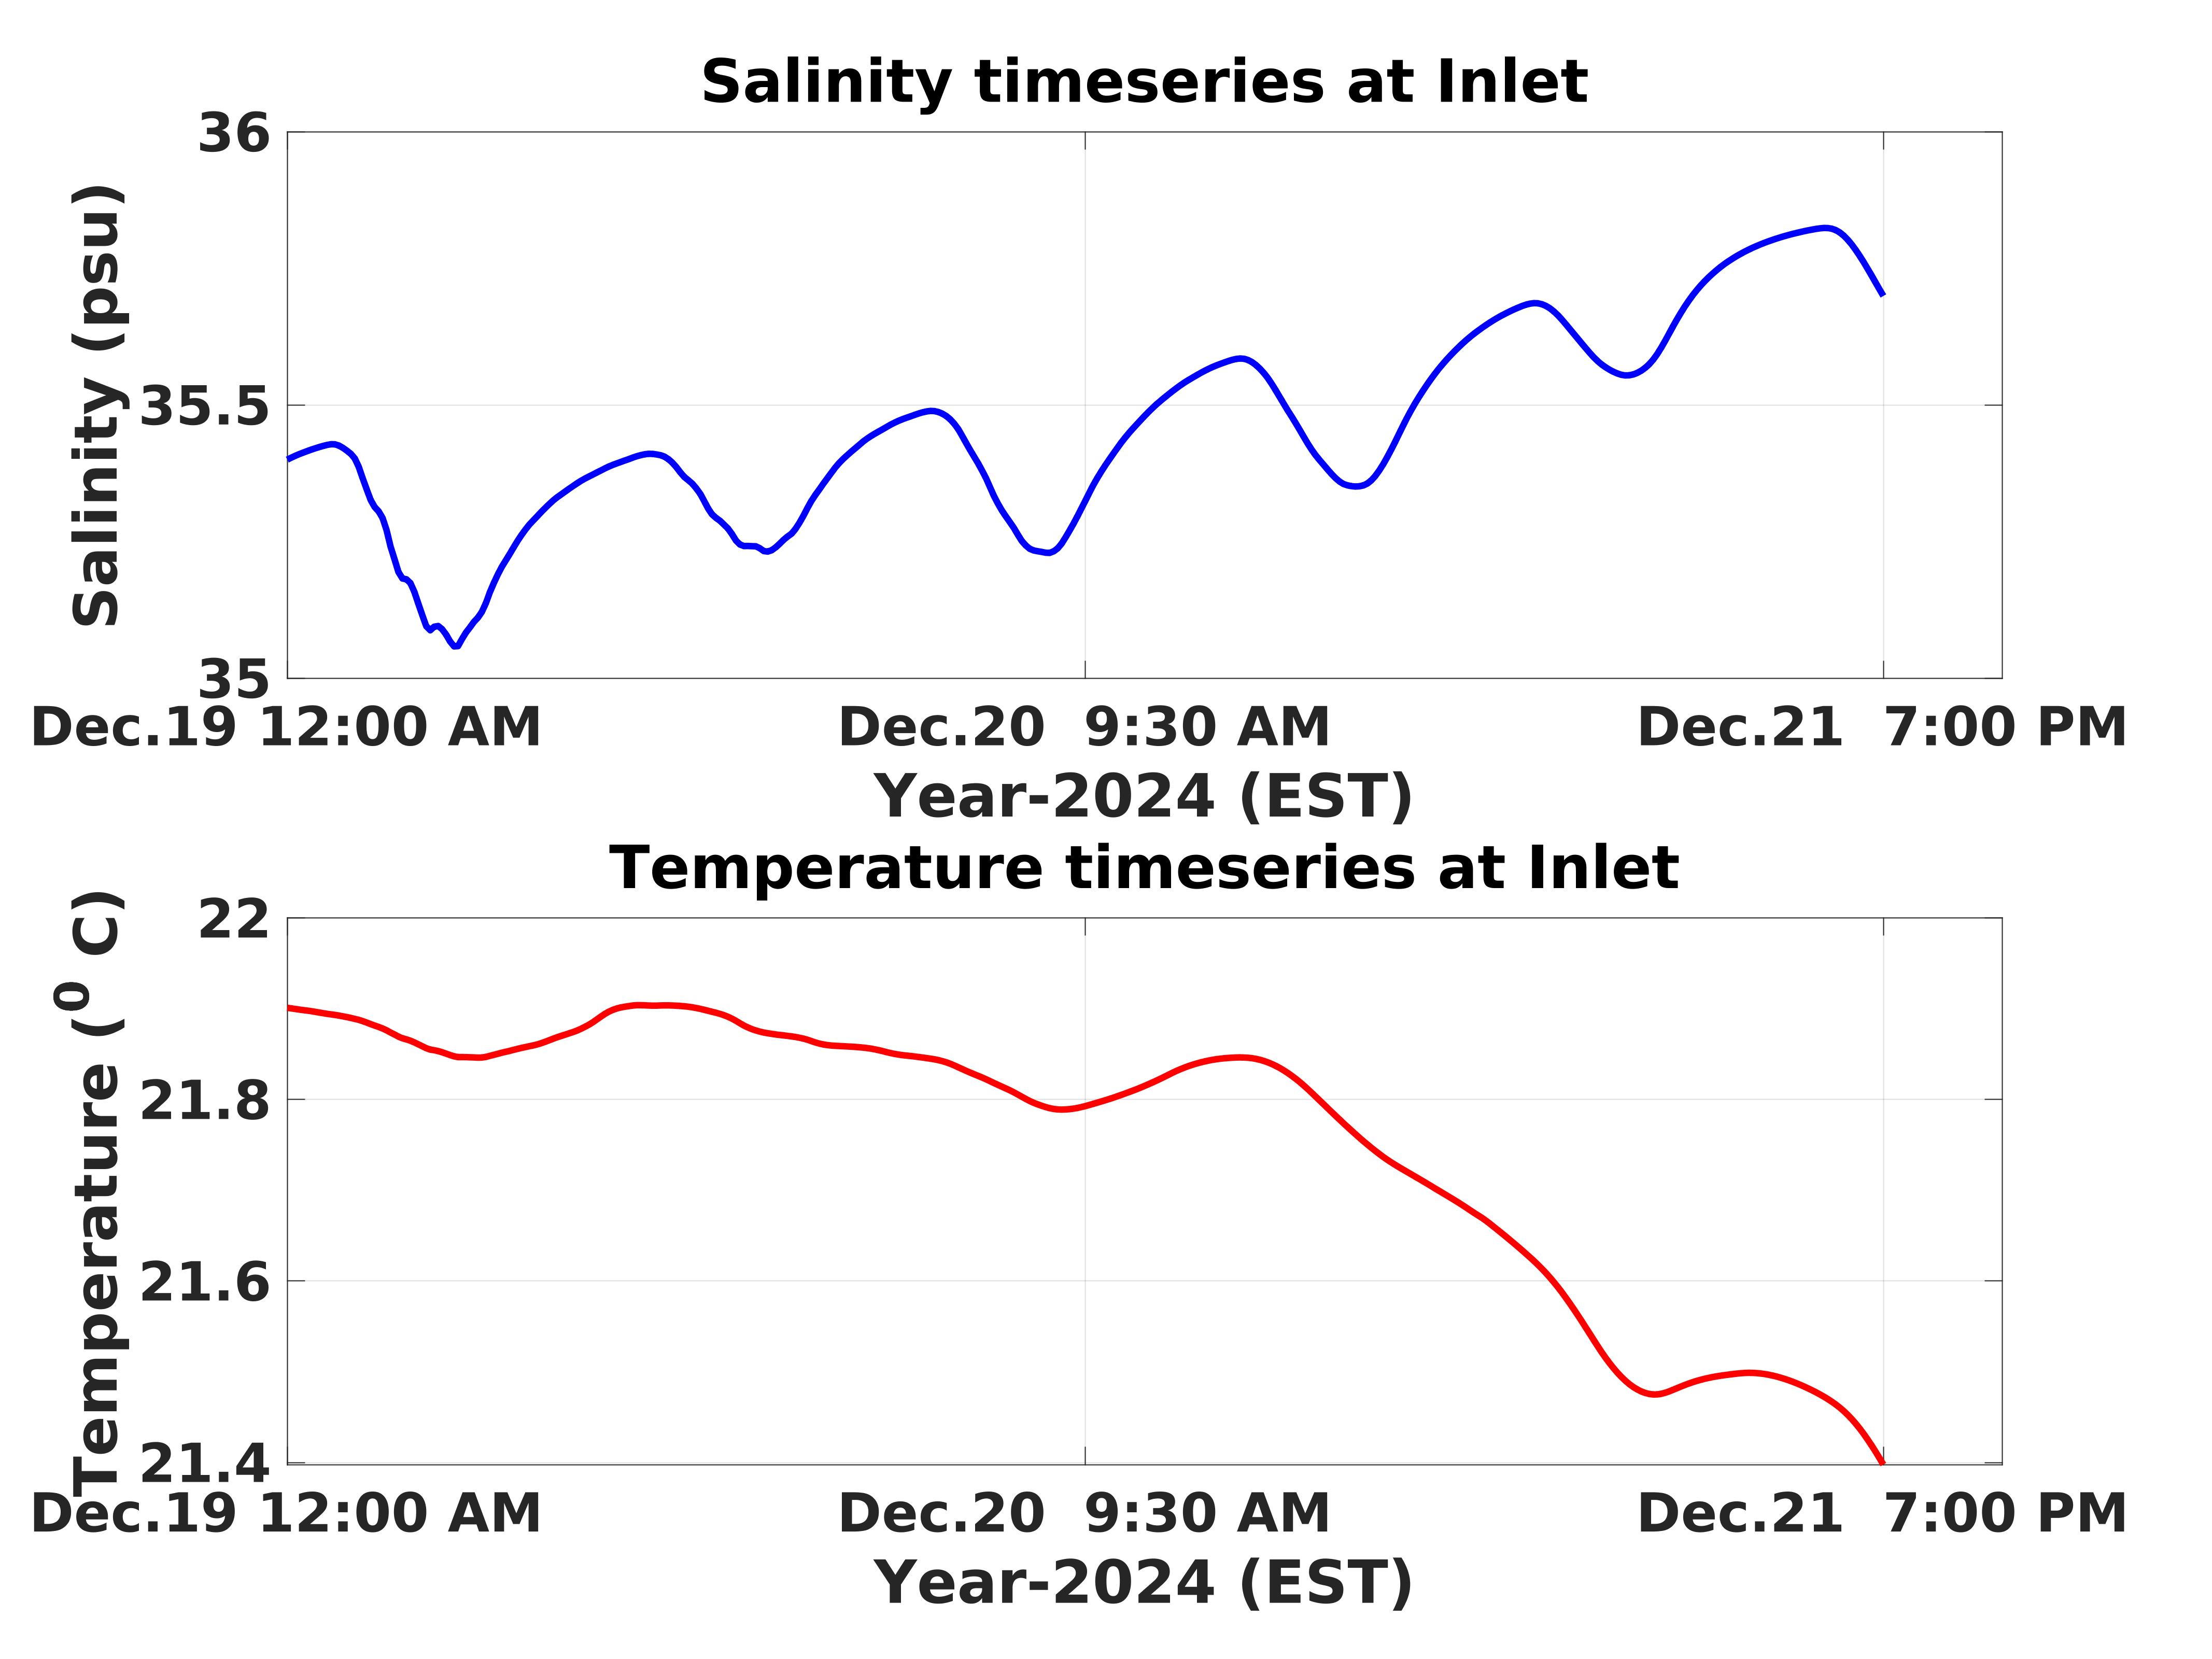 Salinity timeseries at Inlet
Salinity (psu)
36
35.5
35
Dec.19 12:00 AM Dec.20  9:30 AM Dec.21  7:00 PM
Year-2024 (EST)
Temperature timeseries at Inlet
Temperature (⁰ C)
22
21.8
21.6
21.4
Dec.19 12:00 AM Dec.20  9:30 AM Dec.21  7:00 PM
Year-2024 (EST)